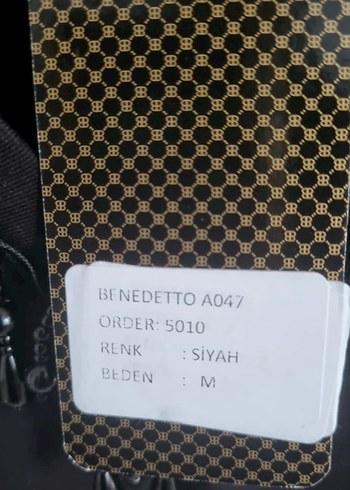 BENEDETTO A047
ORDER: 5010
RENK : SİYAH
BEDEN : M